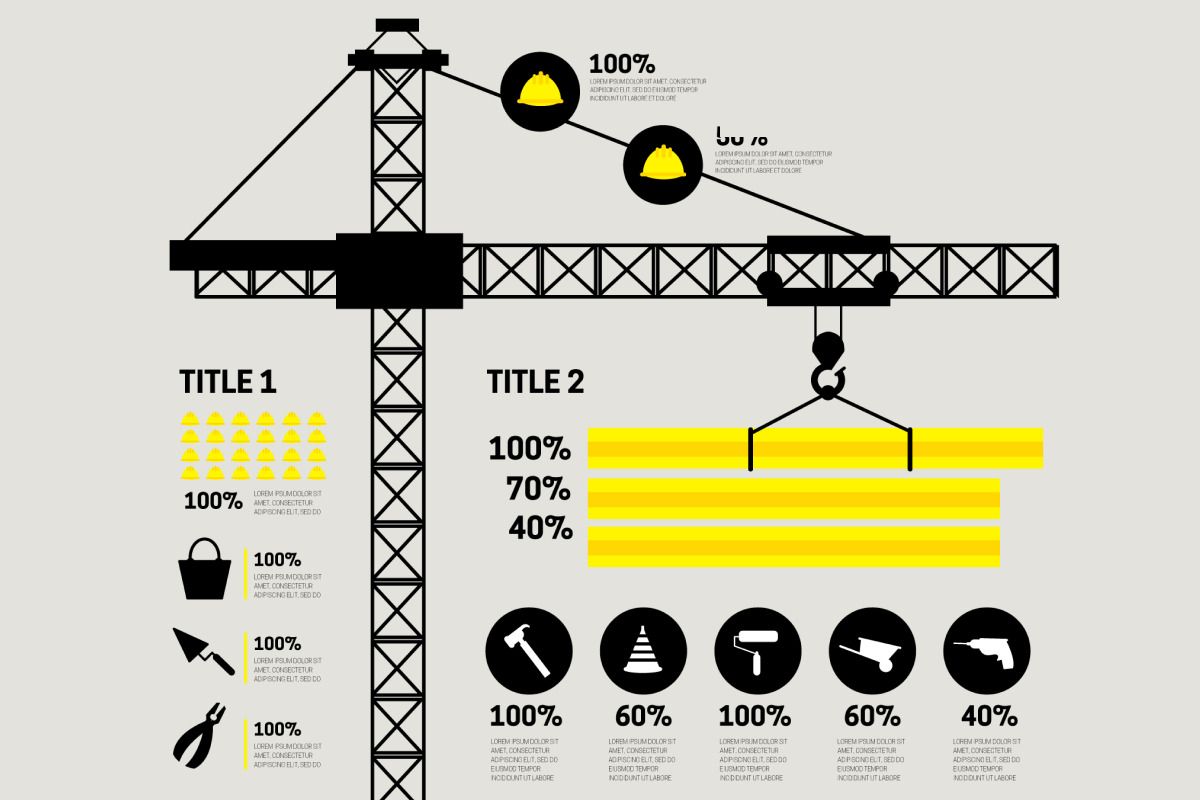 100%
LOREM IPSUM DOLOR SIT AMET, CONSECTETUR
ADIPISCING ELIT, SED DO EIUSMOD TEMPOR
INCIDIDUNT UT LABORE ET DOLORE
LOREM IPSUM DOLOR SIT AMET, CONSECTETUR
ADIPISCING ELIT, SED DO EIUSMOD TEMPOR
INCIDIDUNT UT LABORE ET DOLORE
TITLE 1
100%
LOREM IPSUM DOLOR SIT
AMET, CONSECTETUR
ADIPISCING ELIT, SED DO
100%
LOREM IPSUM DOLOR SIT
AMET, CONSECTETUR
ADIPISCING ELIT, SED DO
100%
LOREM IPSUM DOLOR SIT
AMET, CONSECTETUR
ADIPISCING ELIT, SED DO
100%
LOREM IPSUM DOLOR SIT
AMET, CONSECTETUR
ADIPISCING ELIT, SED DO
TITLE 2
100%
70%
40%
100%
LOREM IPSUM DOLOR SIT
AMET, CONSECTETUR
ADIPISCING ELIT, SED DO
EIUSMOD TEMPOR
INCIDIDUNT UT LABORE
60%
LOREM IPSUM DOLOR SIT
AMET, CONSECTETUR
ADIPISCING ELIT, SED DO
EIUSMOD TEMPOR
INCIDIDUNT UT LABORE
100%
LOREM IPSUM DOLOR SIT
AMET, CONSECTETUR
ADIPISCING ELIT, SED DO
EIUSMOD TEMPOR
INCIDIDUNT UT LABORE
60%
LOREM IPSUM DOLOR SIT
AMET, CONSECTETUR
ADIPISCING ELIT, SED DO
EIUSMOD TEMPOR
INCIDIDUNT UT LABORE
40%
LOREM IPSUM DOLOR SIT
AMET, CONSECTETUR
ADIPISCING ELIT, SED DO
EIUSMOD TEMPOR
INCIDIDUNT UT LABORE